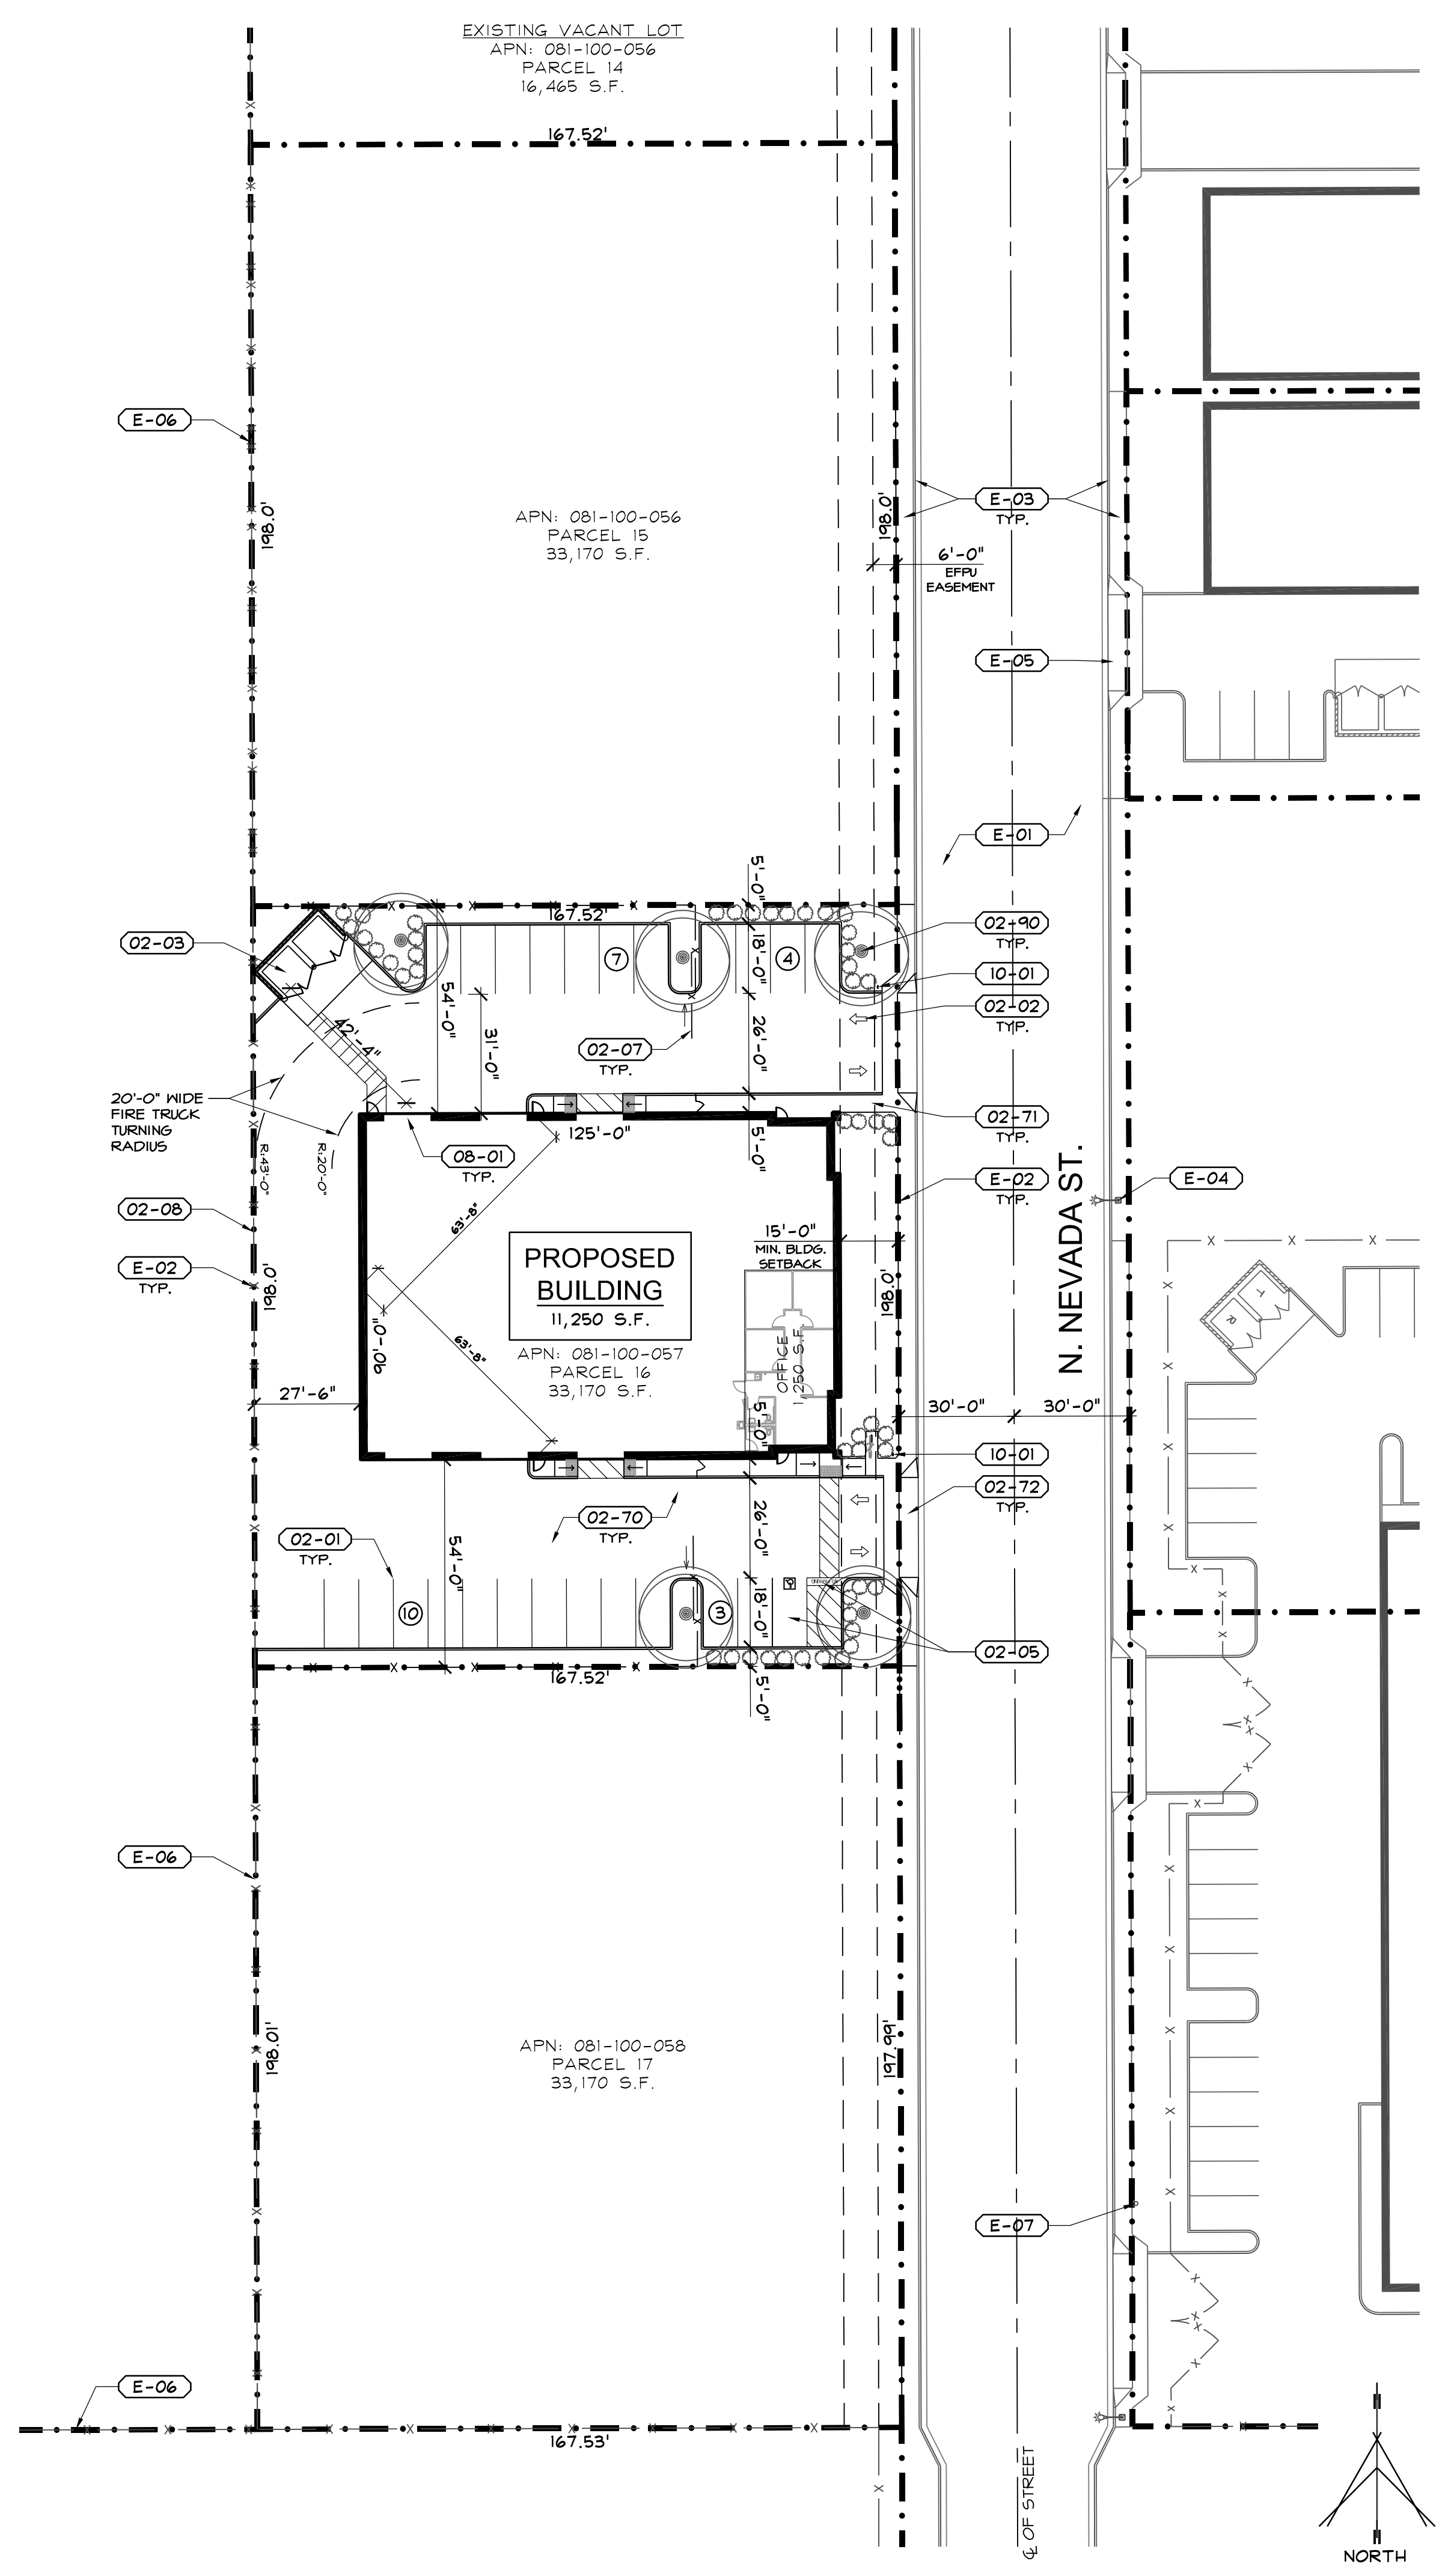 EXISTING VACANT LOT
APN: 081-100-056
PARCEL 14
16,465 S.F.
167.52'
E-06
198.0'
APN: 081-100-056
PARCEL 15
33,170 S.F.
198.0'
E-03
TYP.
6'-0"
EFPU
EASEMENT
E-05
E-01
5'-0"
167.52'
02-90
TYP.
02-03
7
18'-0"
4
10-01
54'-0"
02-02
TYP.
42'-4"
31'-0"
02-07
TYP.
26'-0"
20'-0" WIDE
FIRE TRUCK
TURNING
RADIUS
R:43'-0"
R:20'-0"
08-01
TYP.
125'-0"
5'-0"
02-71
TYP.
N. NEVADA ST.
02-08
E-02
TYP.
E-04
E-02
TYP.
198.0'
63'-8"
15'-0"
MIN. BLDG.
SETBACK
PROPOSED
BUILDING
11,250 S.F.
198.0'
90'-0"
63'-8"
APN: 081-100-057
PARCEL 16
33,170 S.F.
OFFICE
1,250 S.F.
27'-6"
5'-0"
30'-0"
30'-0"
T
R
10-01
02-72
TYP.
02-01
TYP.
02-70
TYP.
54'-0"
26'-0"
10
3
18'-0"
02-05
167.52'
5'-0"
E-06
198.01'
APN: 081-100-058
PARCEL 17
33,170 S.F.
197.99'
E-07
E-06
167.53'
℄ OF STREET
NORTH